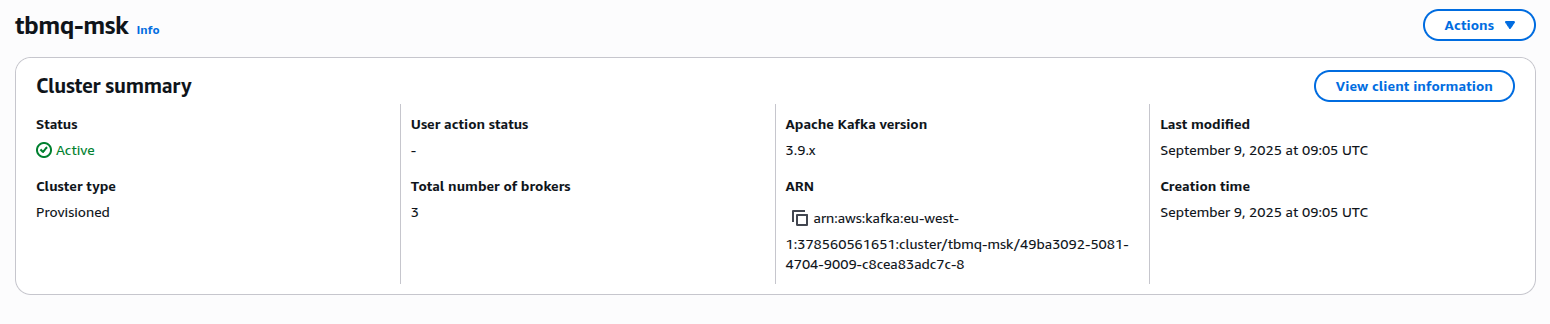 tbmq-msk Info
Actions
Cluster summary
View client information
Status
Active
Cluster type
Provisioned
User action status
-
Total number of brokers
3
Apache Kafka version
3.9.x
ARN
arn:aws:kafka:eu-west-
1:378560561651:cluster/tbmq-msk/49ba3092-5081-
4704-9009-c8cea83adc7c-8
Last modified
September 9, 2025 at 09:05 UTC
Creation time
September 9, 2025 at 09:05 UTC